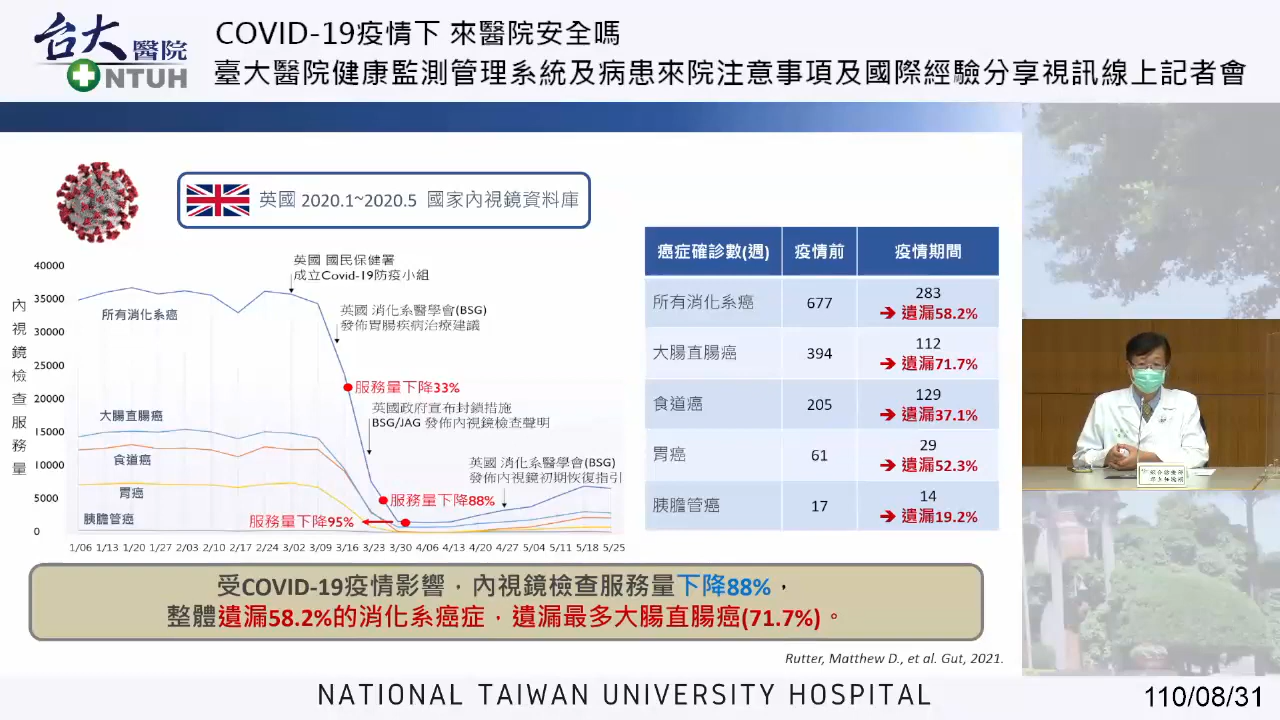 台大醫院
NTUH
COVID-19疫情下 來醫院安全嗎
臺大醫院健康監測管理系統及病患來院注意事項及國際經驗分享視訊線上記者會
英國 2020.1~2020.5 國家內視鏡資料庫
內視鏡檢查服務量
40000
35000
30000
25000
20000
15000
10000
5000
0
所有消化系癌
大腸直腸癌
食道癌
胃癌
胰膽管癌
英國 國民保健署
成立Covid-19防疫小組
英國 消化系醫學會(BSG)
發佈胃腸疾病治療建議
服務量下降33%
英國政府宣布封鎖措施
BSG/JAG 發佈內視鏡檢查聲明
英國 消化系醫學會(BSG)
發佈內視鏡初期恢復指引
服務量下降88%
服務量下降95%
1/06 1/13 1/20 1/27 2/03 2/10 2/17 2/24 3/02 3/09 3/16 3/23 3/30 4/06 4/13 4/20 4/27 5/04 5/11 5/18 5/25
癌症確診數(週) 疫情前 疫情期間
所有消化系癌 677 283
➔ 遺漏58.2%
大腸直腸癌 394 112
➔ 遺漏71.7%
食道癌 205 129
➔ 遺漏37.1%
胃癌 61 29
➔ 遺漏52.3%
胰膽管癌 17 14
➔ 遺漏19.2%
受COVID-19疫情影響，內視鏡檢查服務量下降88%，
整體遺漏58.2%的消化系癌症，遺漏最多大腸直腸癌(71.7%)。
Rutter, Matthew D., et al. Gut, 2021.
NATIONAL TAIWAN UNIVERSITY HOSPITAL
110/08/31